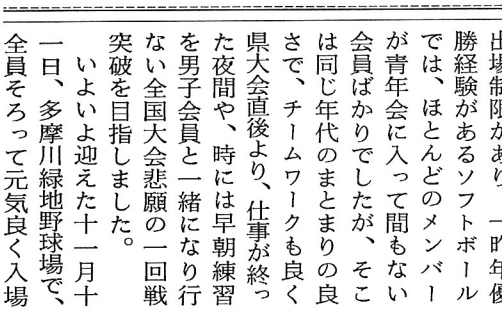 出場制限があり、一昨年優
勝経験があるソフトボール
では、ほとんどのメンバー
が青年会に入って間もない
会員ばかりでしたが、そこ
は同じ年代のまとまりの良
さで、チームワークも良く
県大会直後より、仕事が終っ
た夜間や、時には早朝練習
を男子会員と一緒になり行
ない全国大会悲願の一回戦
突破を目指しました。
いよいよ迎えた十一月十
一日、多摩川緑地野球場で、
全員そろって元気良く入場